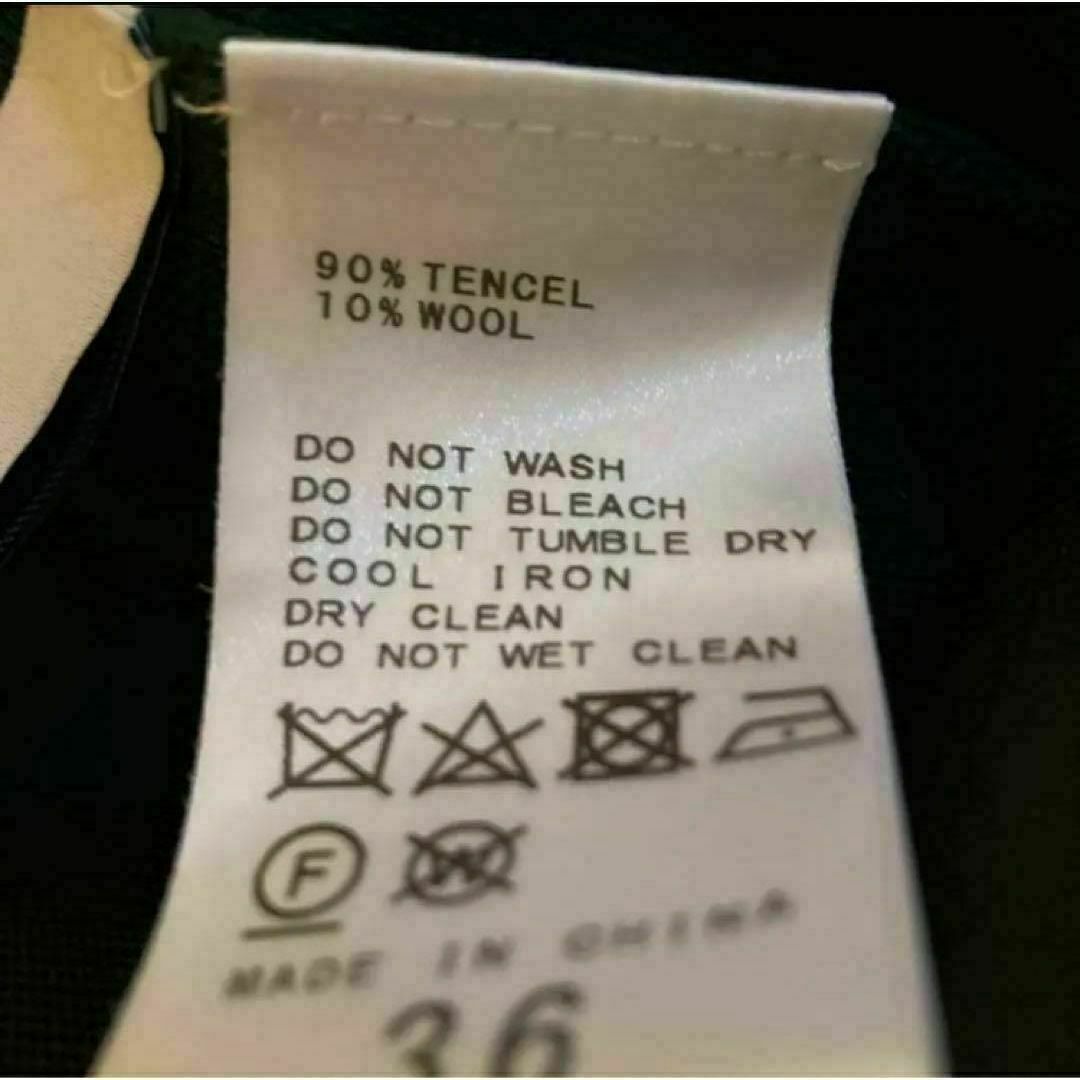 90% TENCEL
10% WOOL
DO NOT WASH
DO NOT BLEACH
DO NOT TUMBLE DRY
COOL IRON
DRY CLEAN
DO NOT WET CLEAN
F
W
MADE IN CHINA
36